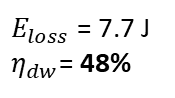 E_loss = 7.7 J
η_dw = 48%